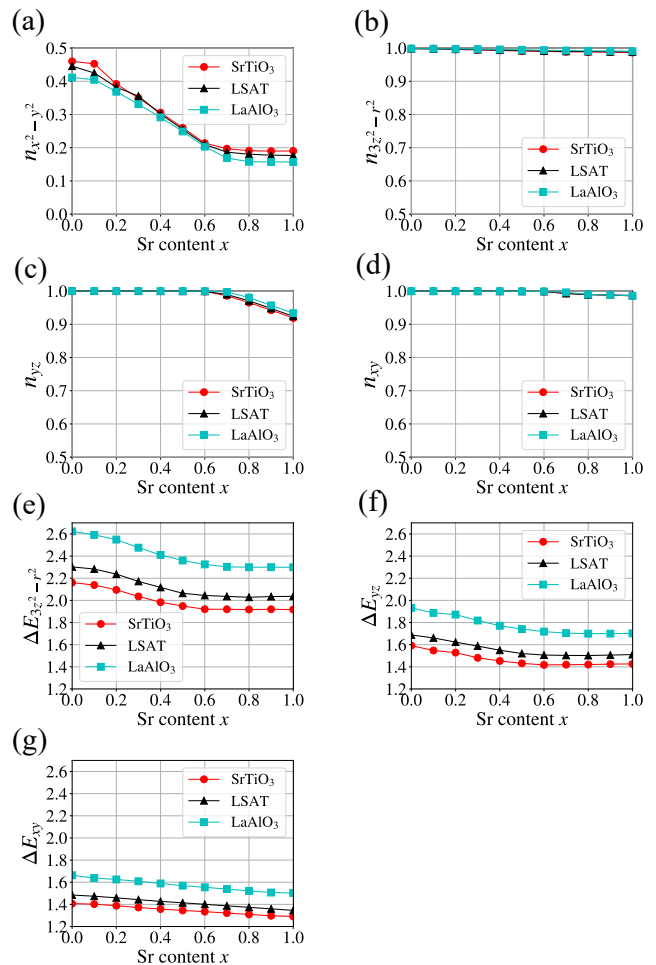 (a)
0.5
0.4
0.3
0.2
0.1
0.0
n_{x^2-y^2}
SrTiO₃
LSAT
LaAlO₃
0.0 0.2 0.4 0.6 0.8 1.0
Sr content x
(b)
1.0
0.9
0.8
0.7
0.6
0.5
n_{3z^2-r^2}
SrTiO₃
LSAT
LaAlO₃
0.0 0.2 0.4 0.6 0.8 1.0
Sr content x
(c)
1.0
0.9
0.8
0.7
0.6
0.5
n_{yz}
SrTiO₃
LSAT
LaAlO₃
0.0 0.2 0.4 0.6 0.8 1.0
Sr content x
(d)
1.0
0.9
0.8
0.7
0.6
0.5
n_{xy}
SrTiO₃
LSAT
LaAlO₃
0.0 0.2 0.4 0.6 0.8 1.0
Sr content x
(e)
2.6
2.4
2.2
2.0
1.8
1.6
1.4
1.2
ΔE_{3z^2-r^2}
SrTiO₃
LSAT
LaAlO₃
0.0 0.2 0.4 0.6 0.8 1.0
Sr content x
(f)
2.6
2.4
2.2
2.0
1.8
1.6
1.4
1.2
ΔE_{yz}
SrTiO₃
LSAT
LaAlO₃
0.0 0.2 0.4 0.6 0.8 1.0
Sr content x
(g)
2.6
2.4
2.2
2.0
1.8
1.6
1.4
1.2
ΔE_{xy}
SrTiO₃
LSAT
LaAlO₃
0.0 0.2 0.4 0.6 0.8 1.0
Sr content x